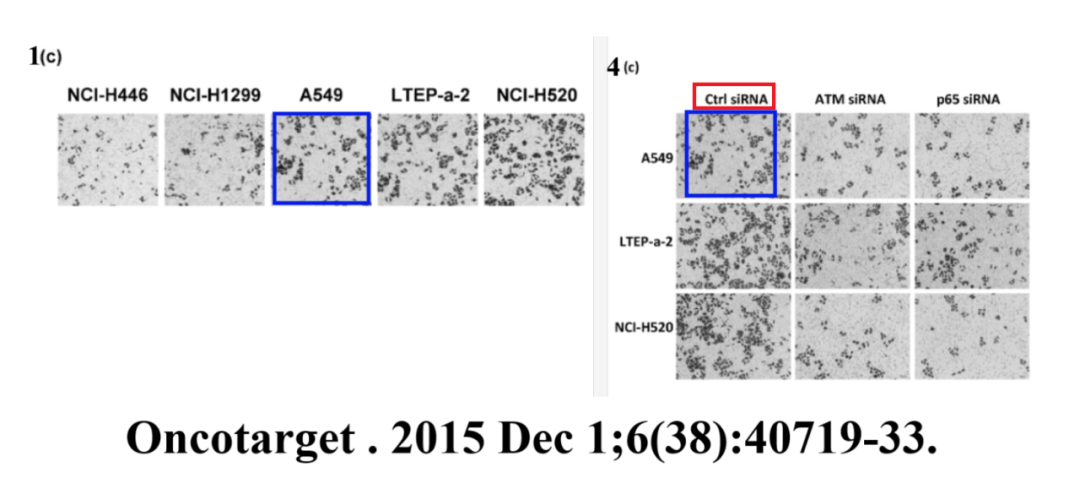 1(c)
NCI-H446 NCI-H1299 A549 LTEP-a-2 NCI-H520
4 (c)
Ctrl siRNA ATM siRNA p65 siRNA
A549
LTEP-a-2
NCI-H520
Oncotarget . 2015 Dec 1;6(38):40719-33.